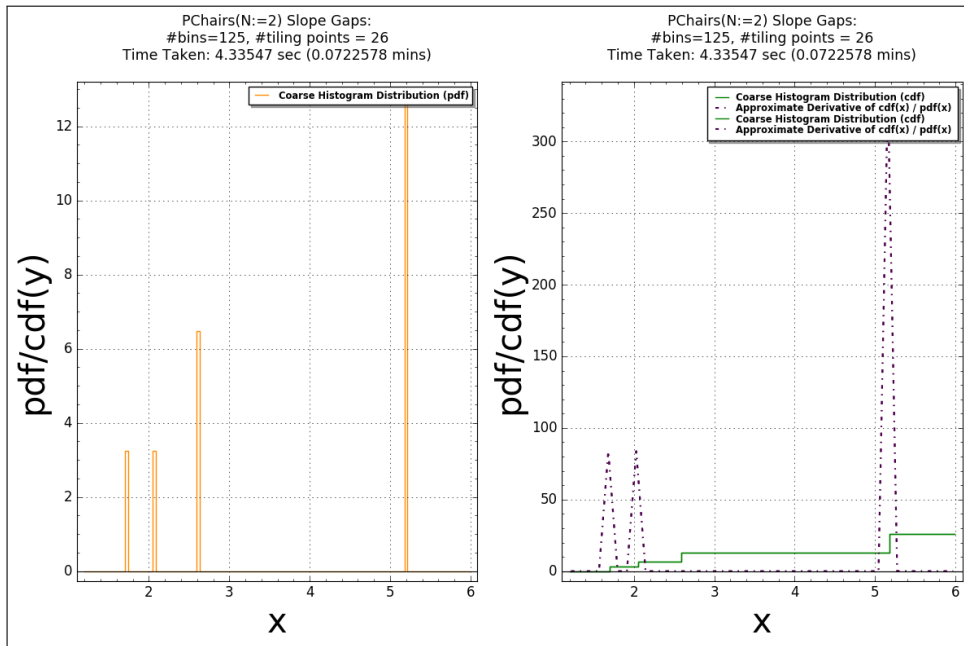 PChairs(N:=2) Slope Gaps:
#bins=125, #tiling points = 26
Time Taken: 4.33547 sec (0.0722578 mins)
Coarse Histogram Distribution (pdf)
12
10
8
6
4
2
0
2
3
4
5
6
pdf/cdf(y)
x
PChairs(N:=2) Slope Gaps:
#bins=125, #tiling points = 26
Time Taken: 4.33547 sec (0.0722578 mins)
Coarse Histogram Distribution (cdf)
Approximate Derivative of cdf(x) / pdf(x)
Coarse Histogram Distribution (cdf)
Approximate Derivative of cdf(x) / pdf(x)
300
250
200
150
100
50
0
2
3
4
5
6
pdf/cdf(y)
x